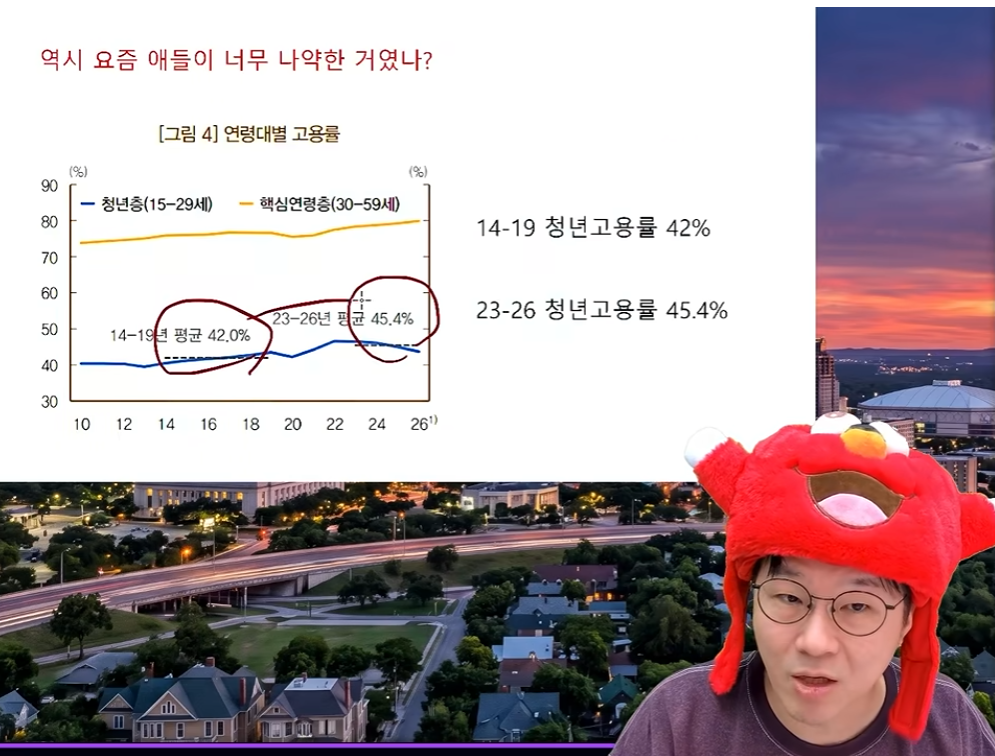 역시 요즘 애들이 너무 나약한 거였나?
[그림 4] 연령대별 고용률
(%) (%)
90
청년층(15-29세) 핵심연령층(30-59세)
80
70
60
50
40
30
14-19년 평균 42.0%
23-26년 평균 45.4%
10 12 14 16 18 20 22 24 26¹⁾
14-19 청년고용률 42%
23-26 청년고용률 45.4%